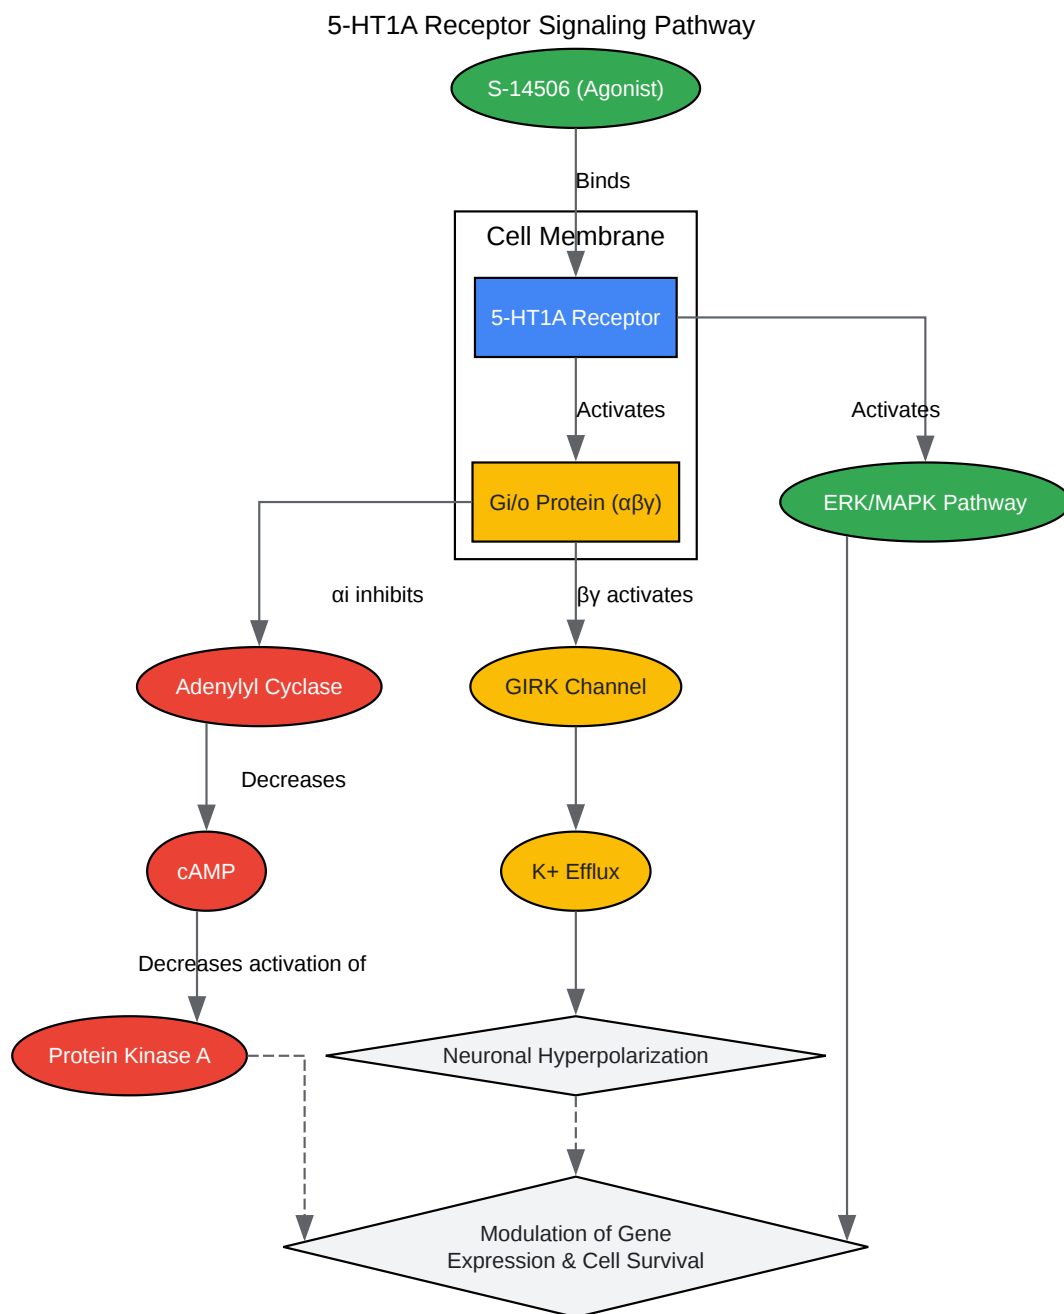 5-HT1A Receptor Signaling Pathway
S-14506 (Agonist)
Binds
Cell Membrane
5-HT1A Receptor
Activates
Activates
Gi/o Protein (αβγ)
ERK/MAPK Pathway
αi inhibits
βγ activates
Adenylyl Cyclase
GIRK Channel
Decreases
cAMP
K+ Efflux
Decreases activation of
Protein Kinase A
Neuronal Hyperpolarization
Modulation of Gene
Expression & Cell Survival